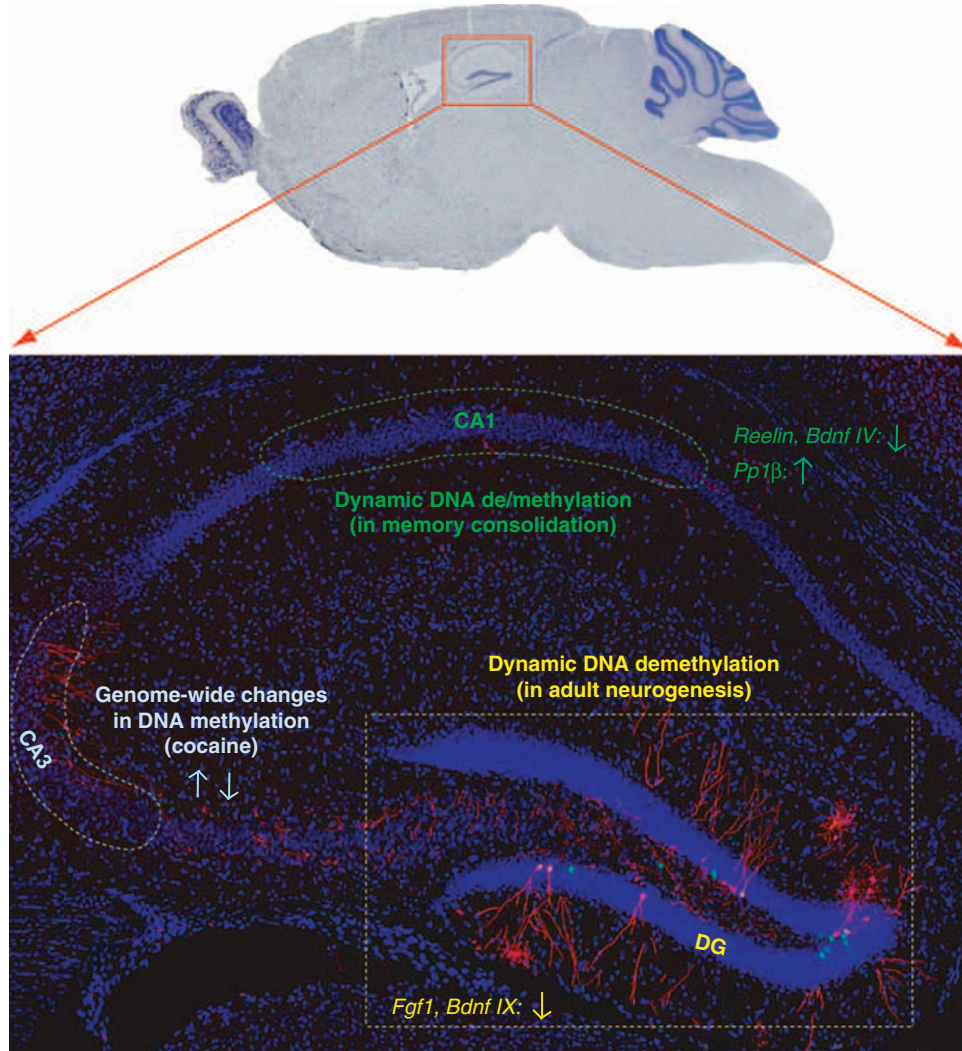 CA1
Reelin, Bdnf IV: ↓
Pp1β: ↑
Dynamic DNA de/methylation
(in memory consolidation)
Dynamic DNA demethylation
(in adult neurogenesis)
Genome-wide changes
in DNA methylation
(cocaine)
↑ ↓
CA3
DG
Fgf1, Bdnf IX: ↓